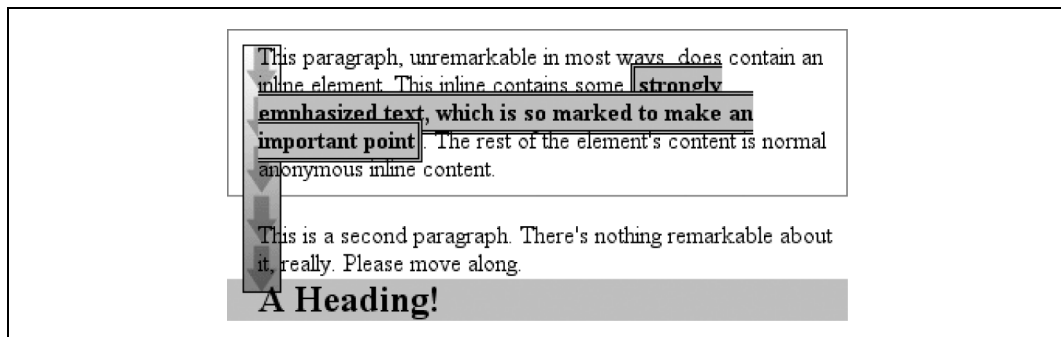 This paragraph, unremarkable in most ways, does contain an
inline element. This inline contains some strongly
emphasized text, which is so marked to make an
important point. The rest of the element's content is normal
anonymous inline content.
This is a second paragraph. There's nothing remarkable about
it, really. Please move along.
A Heading!